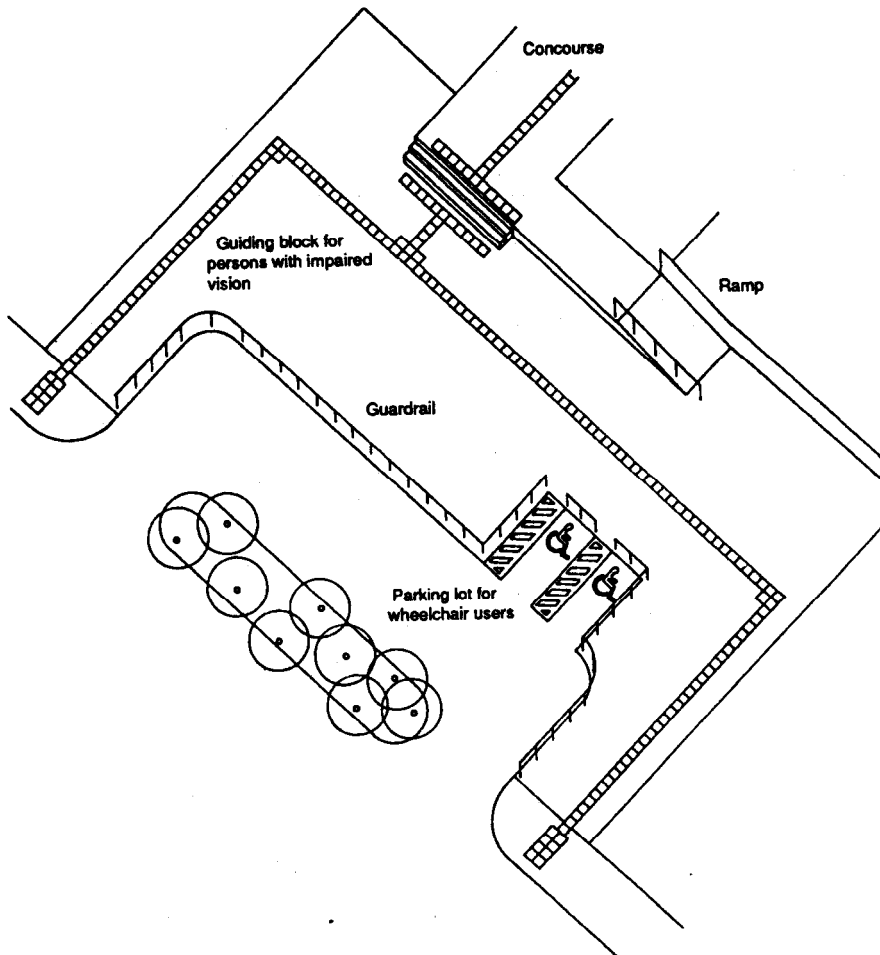 Concourse
Guiding block for
persons with impaired
vision
Ramp
Guardrail
Parking lot for
wheelchair users